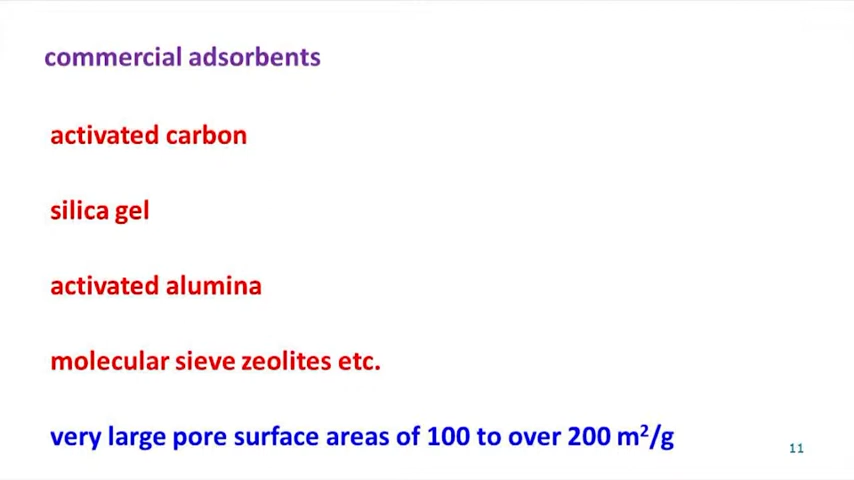 commercial adsorbents
activated carbon
silica gel
activated alumina
molecular sieve zeolites etc.
very large pore surface areas of 100 to over 200 m²/g
11